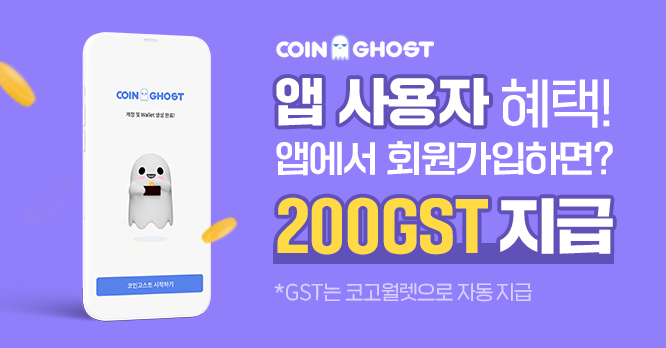 COIN GHOST
계정 및 Wallet 생성 완료!
코인고스트 시작하기
COIN GHOST
앱 사용자 혜택!
앱에서 회원가입하면?
200GST 지급
*GST는 코고월렛으로 자동 지급